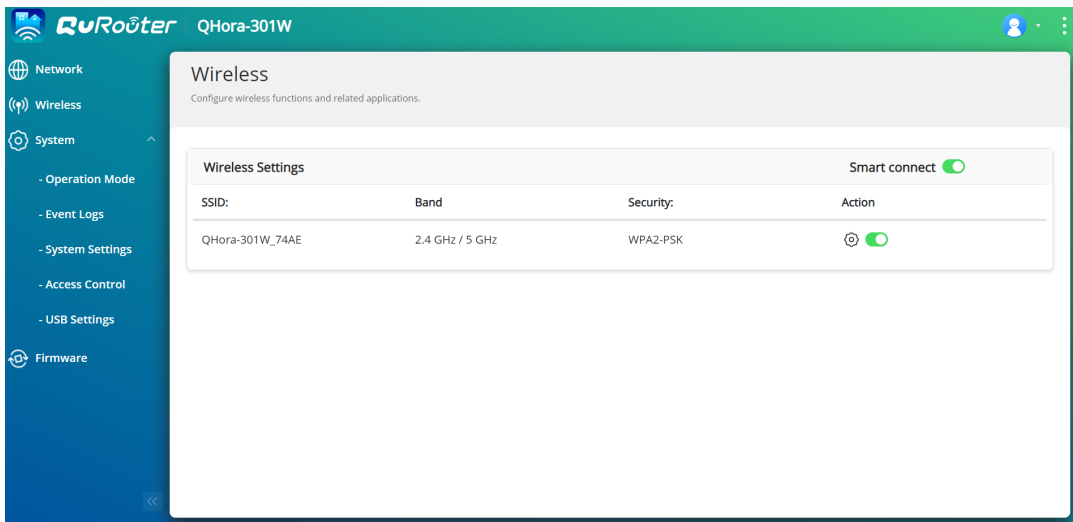 QuRoûter QHora-301W
Network
Wireless
System
- Operation Mode
- Event Logs
- System Settings
- Access Control
- USB Settings
Firmware
Wireless
Configure wireless functions and related applications.
Wireless Settings Smart connect
SSID: Band Security: Action
QHora-301W_74AE 2.4 GHz / 5 GHz WPA2-PSK